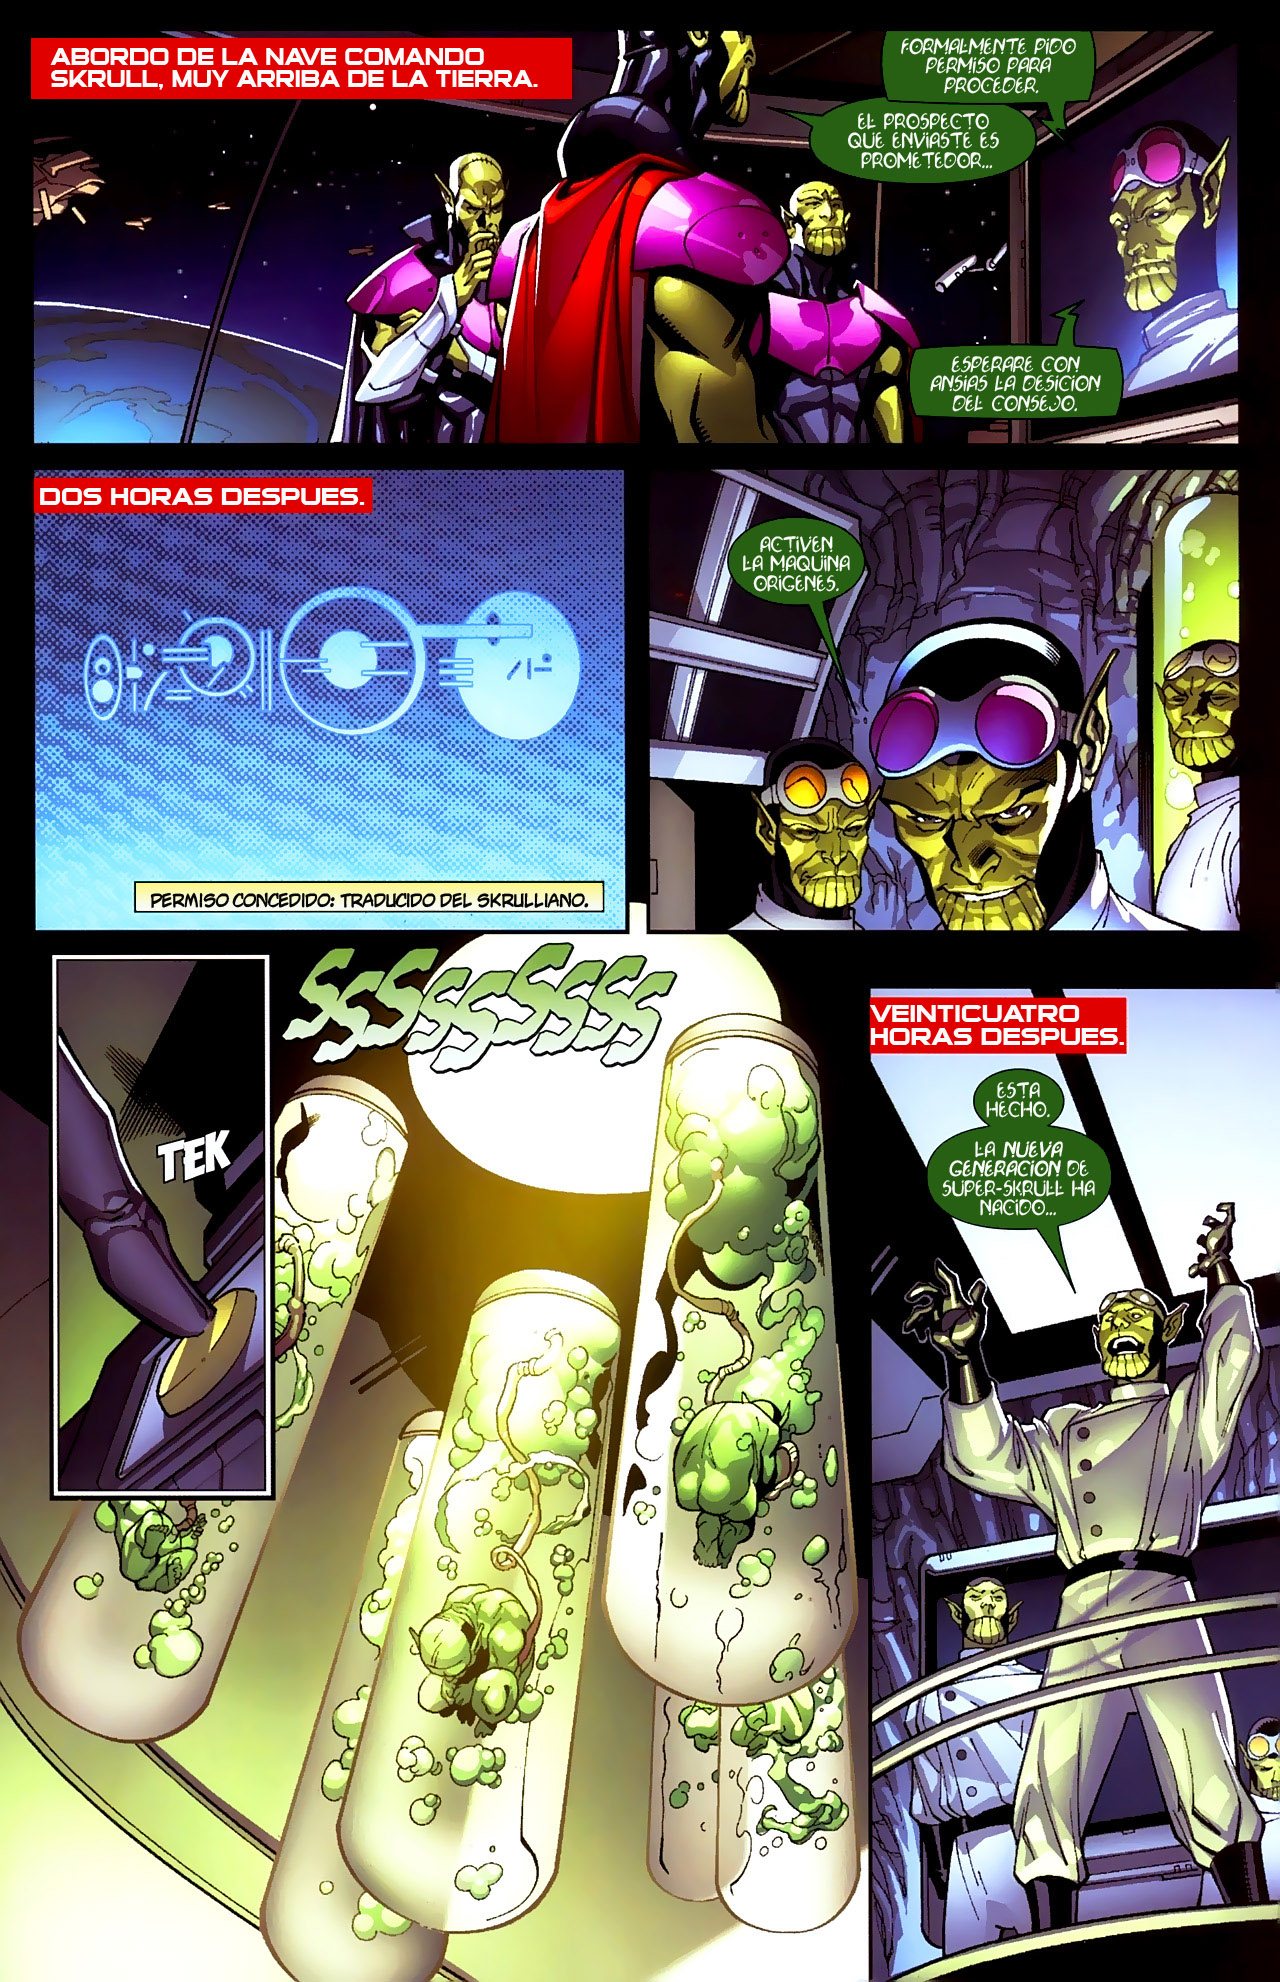 ABORDO DE LA NAVE COMANDO
SKRULL, MUY ARRIBA DE LA TIERRA.
FORMALMENTE PIDO
PERMISO PARA
PROCEDER.
EL PROSPECTO
QUE ENVIASTE ES
PROMETEDOR...
ESPERARE CON
ANSIAS LA DESICION
DEL CONSEJO.
DOS HORAS DESPUES.
PERMISO CONCEDIDO: TRADUCIDO DEL SKRULLIANO.
ACTIVEN
LA MAQUINA
ORIGENES.
TEK
SSSSSSSSSS
VEINTICUATRO
HORAS DESPUES.
ESTA
HECHO.
LA NUEVA
GENERACION DE
SUPER-SKRULL HA
NACIDO...